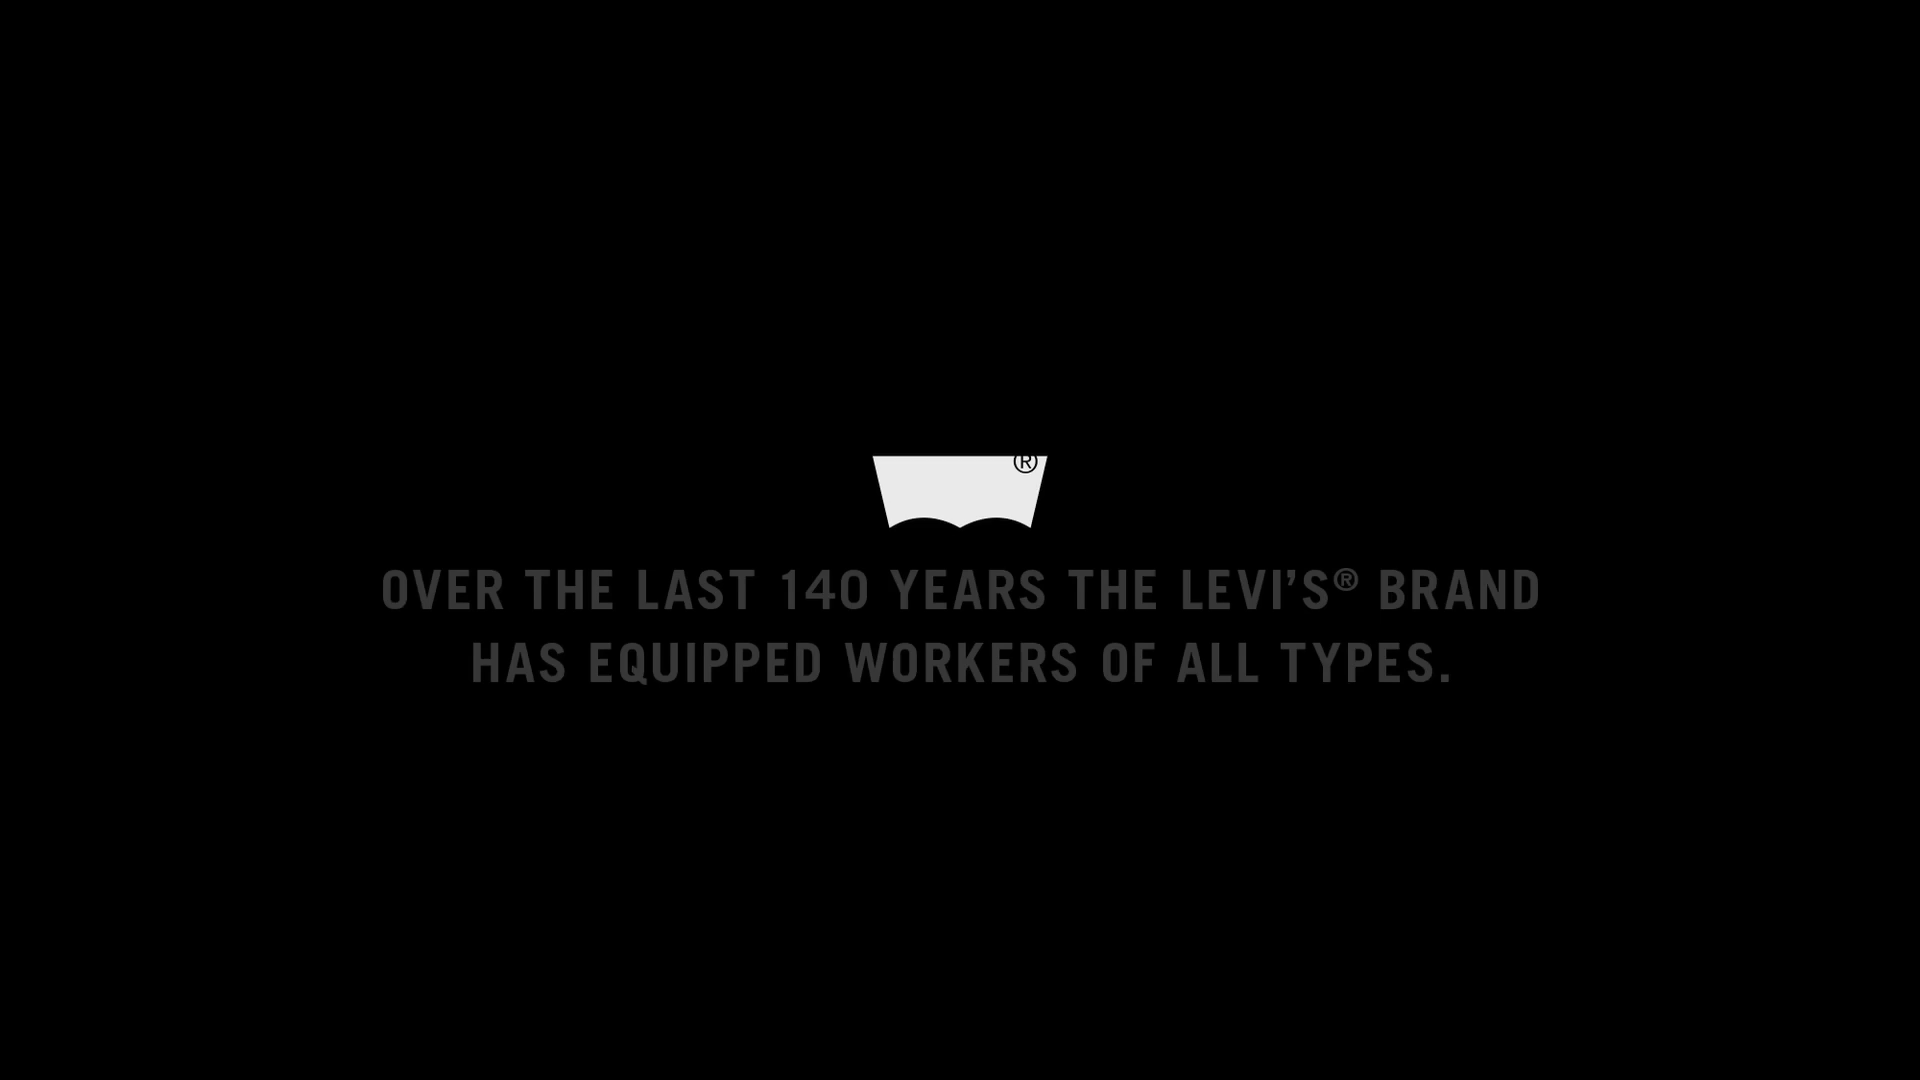 ®
OVER THE LAST 140 YEARS THE LEVI’S® BRAND
HAS EQUIPPED WORKERS OF ALL TYPES.